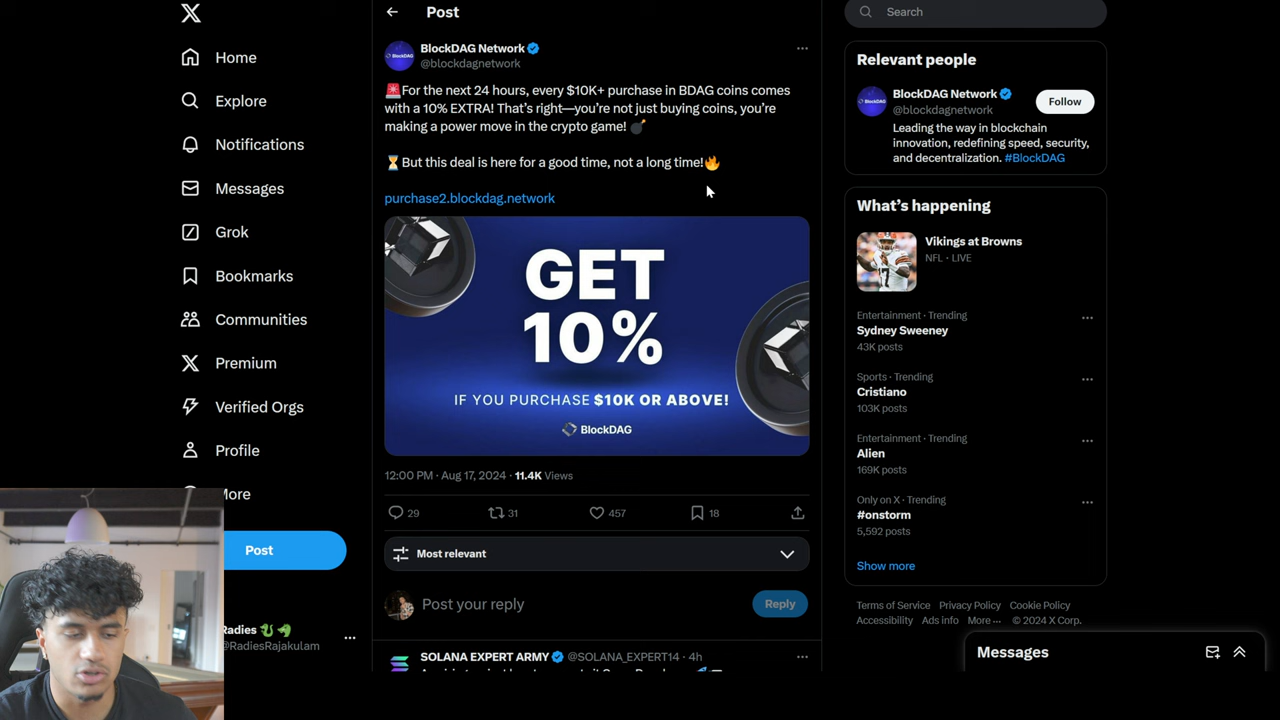 Post
Search
BlockDAG Network
@blockdagnetwork
🚨For the next 24 hours, every $10K+ purchase in BDAG coins comes
with a 10% EXTRA! That's right—you're not just buying coins, you're
making a power move in the crypto game! 💣
⏳But this deal is here for a good time, not a long time!🔥
purchase2.blockdag.network
GET
10%
IF YOU PURCHASE $10K OR ABOVE!
BlockDAG
12:00 PM · Aug 17, 2024 · 11.4K Views
29
31
457
18
Most relevant
Post your reply
Reply
SOLANA EXPERT ARMY @SOLANA_EXPERT14 · 4h
Home
Explore
Notifications
Messages
Grok
Bookmarks
Communities
Premium
Verified Orgs
Profile
More
Post
Radies
@RadiesRajakulam
Relevant people
BlockDAG Network
@blockdagnetwork
Follow
Leading the way in blockchain
innovation, redefining speed, security,
and decentralization. #BlockDAG
What's happening
Vikings at Browns
NFL · LIVE
Entertainment · Trending
Sydney Sweeney
43K posts
Sports · Trending
Cristiano
103K posts
Entertainment · Trending
Alien
169K posts
Only on X · Trending
#onstorm
5,592 posts
Show more
Terms of Service Privacy Policy Cookie Policy
Accessibility Ads info More ··· © 2024 X Corp.
Messages